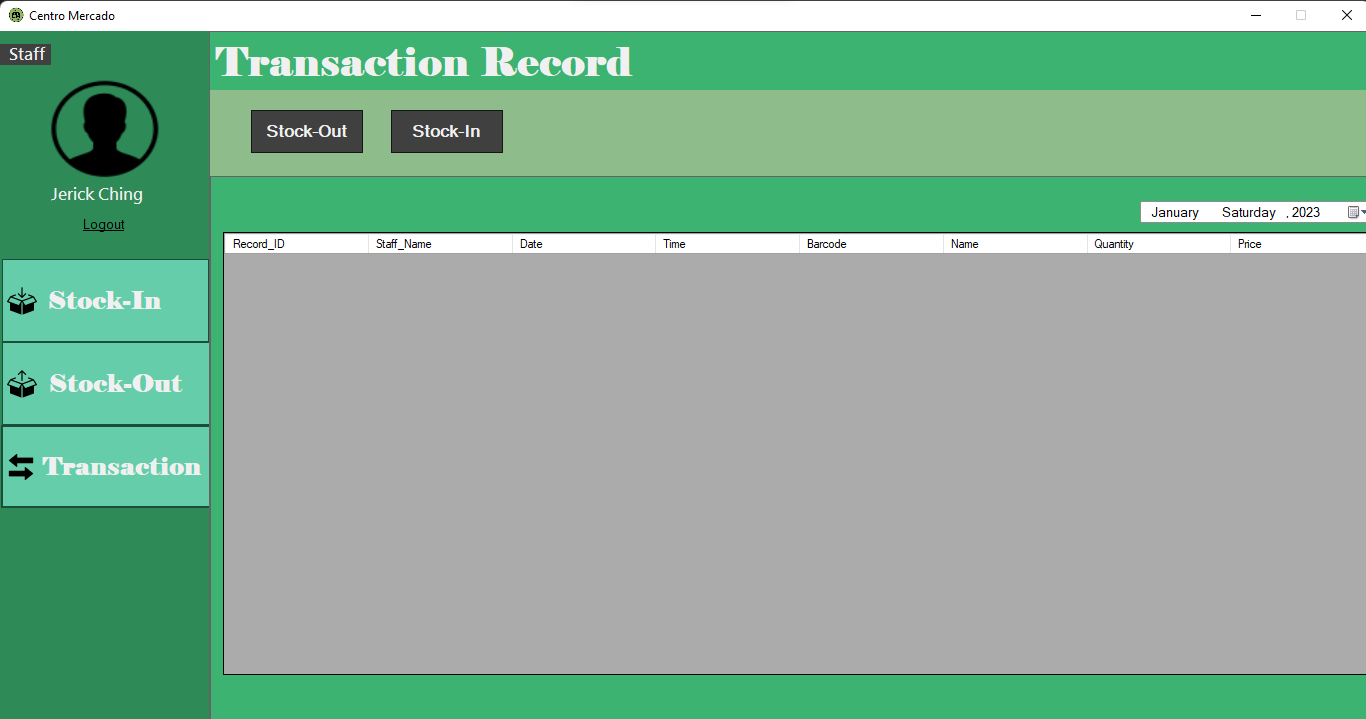 Centro Mercado
Staff
Transaction Record
Stock-Out Stock-In
Jerick Ching
Logout
January Saturday , 2023
Record_ID Staff_Name Date Time Barcode Name Quantity Price
Stock-In
Stock-Out
Transaction